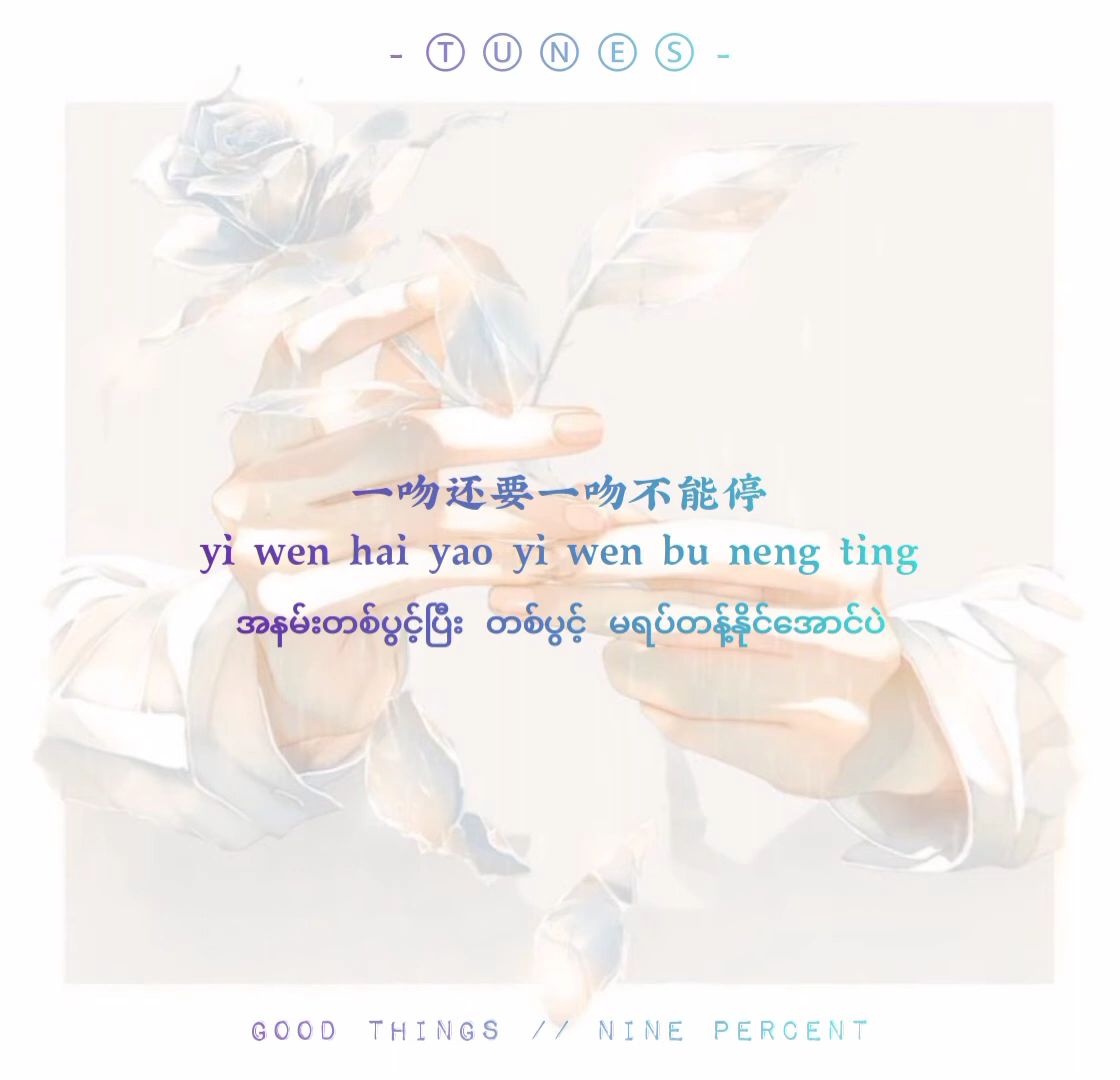 - ⓉⓊⓃⒺⓈ -
一吻还要一吻不能停
yi wen hai yao yi wen bu neng ting
အနမ်းတစ်ပွင့်ပြီး တစ်ပွင့် မရပ်တန့်နိုင်အောင်ပဲ
GOOD THINGS // NINE PERCENT